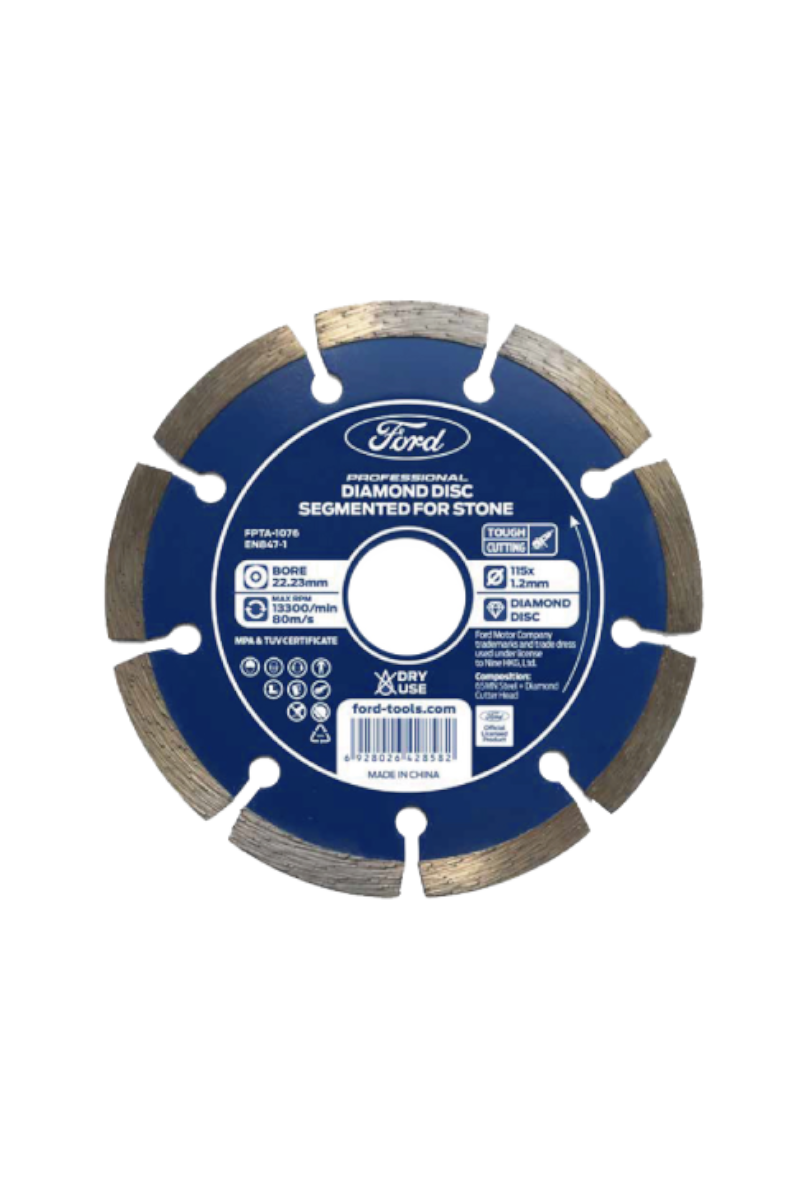 Ford
PROFESSIONAL
DIAMOND DISC
SEGMENTED FOR STONE
FPTA-1076
EN847-1
TOUGH
CUTTING
BORE
22.23mm
115x
1.2mm
MAX RPM
13300/min
80m/s
DIAMOND
DISC
MPA & TUV CERTIFICATE
Ford Motor Company
trademarks and trade dress
used under license
to Nine HKG, Ltd.
DRY
USE
Composition:
65MN Steel + Diamond
Cutter Head
ford-tools.com
6 928026 428582
MADE IN CHINA
Ford
Official
Licensed
Product